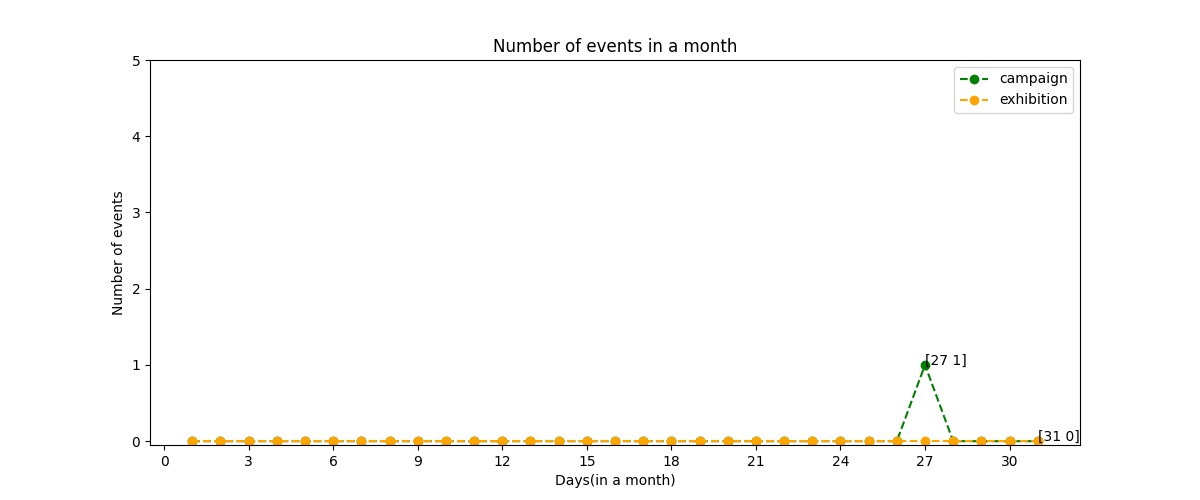 Number of events in a month
campaign
exhibition
Number of events
5
4
3
2
1
0
[27 1]
[31 0]
0 3 6 9 12 15 18 21 24 27 30
Days(in a month)